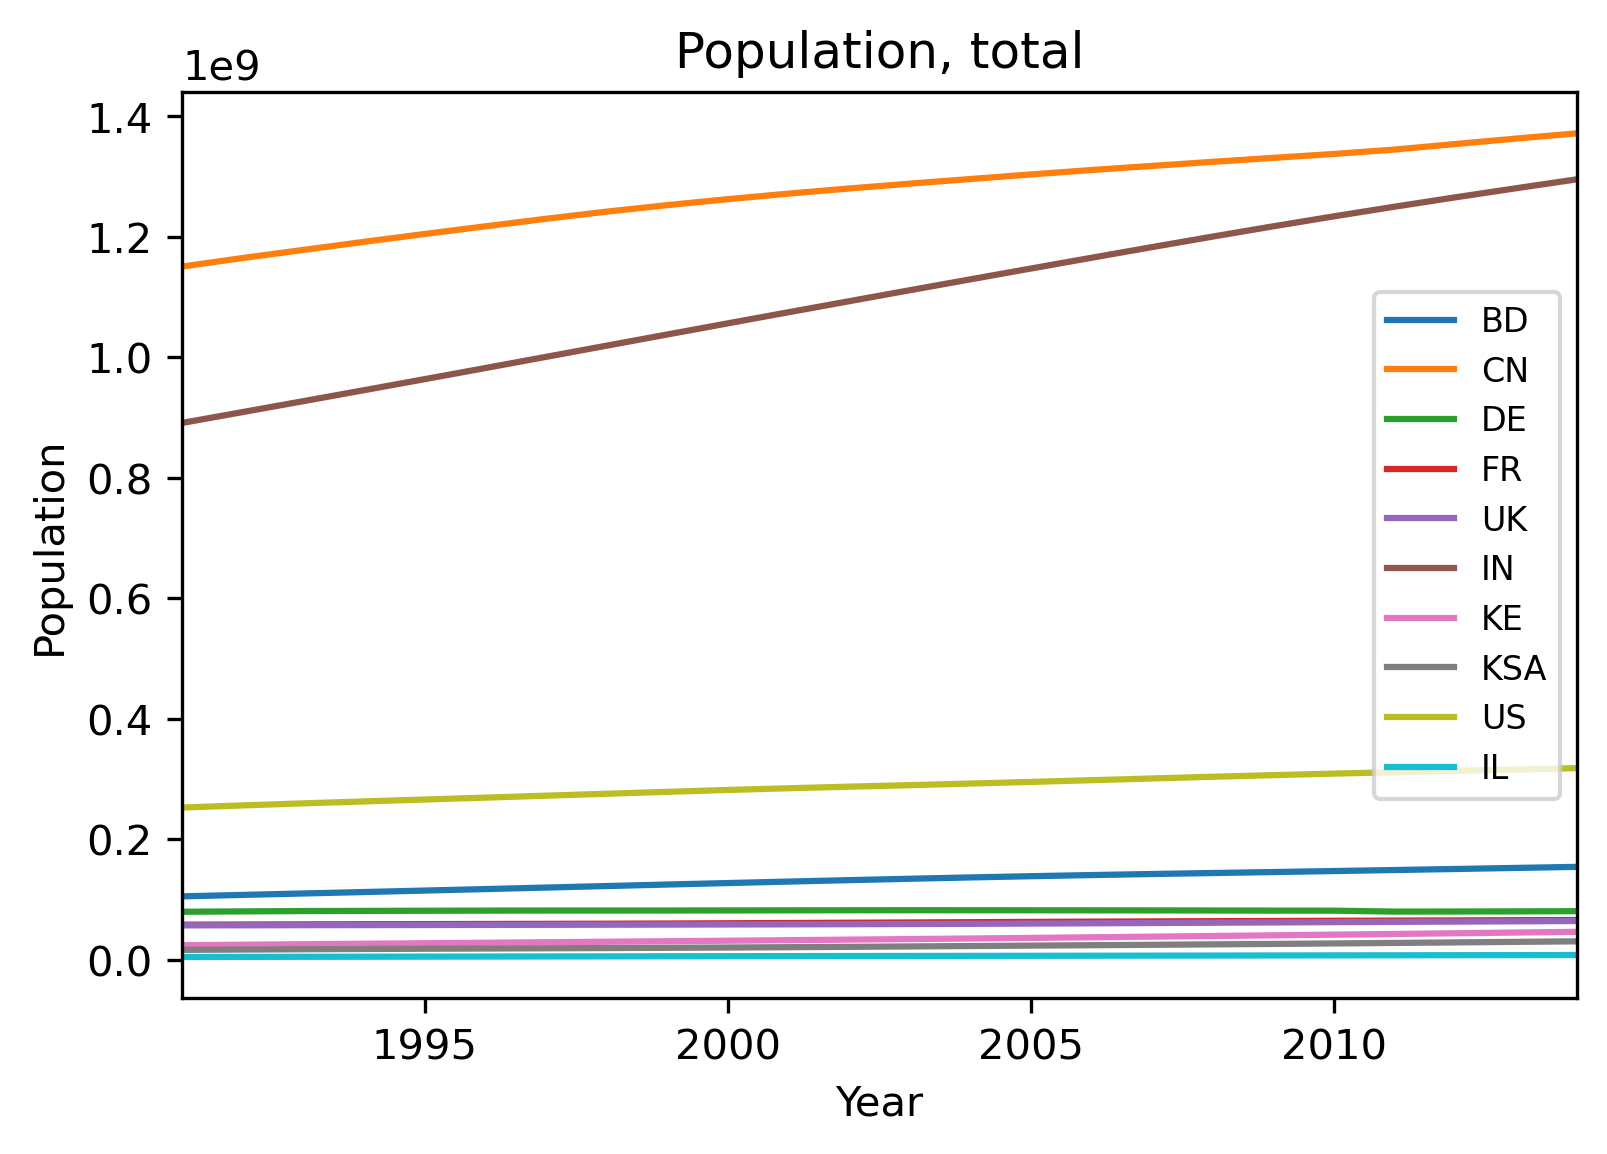 Population, total
1e9
1.4
1.2
1.0
0.8
0.6
0.4
0.2
0.0
Population
BD
CN
DE
FR
UK
IN
KE
KSA
US
IL
1995 2000 2005 2010
Year